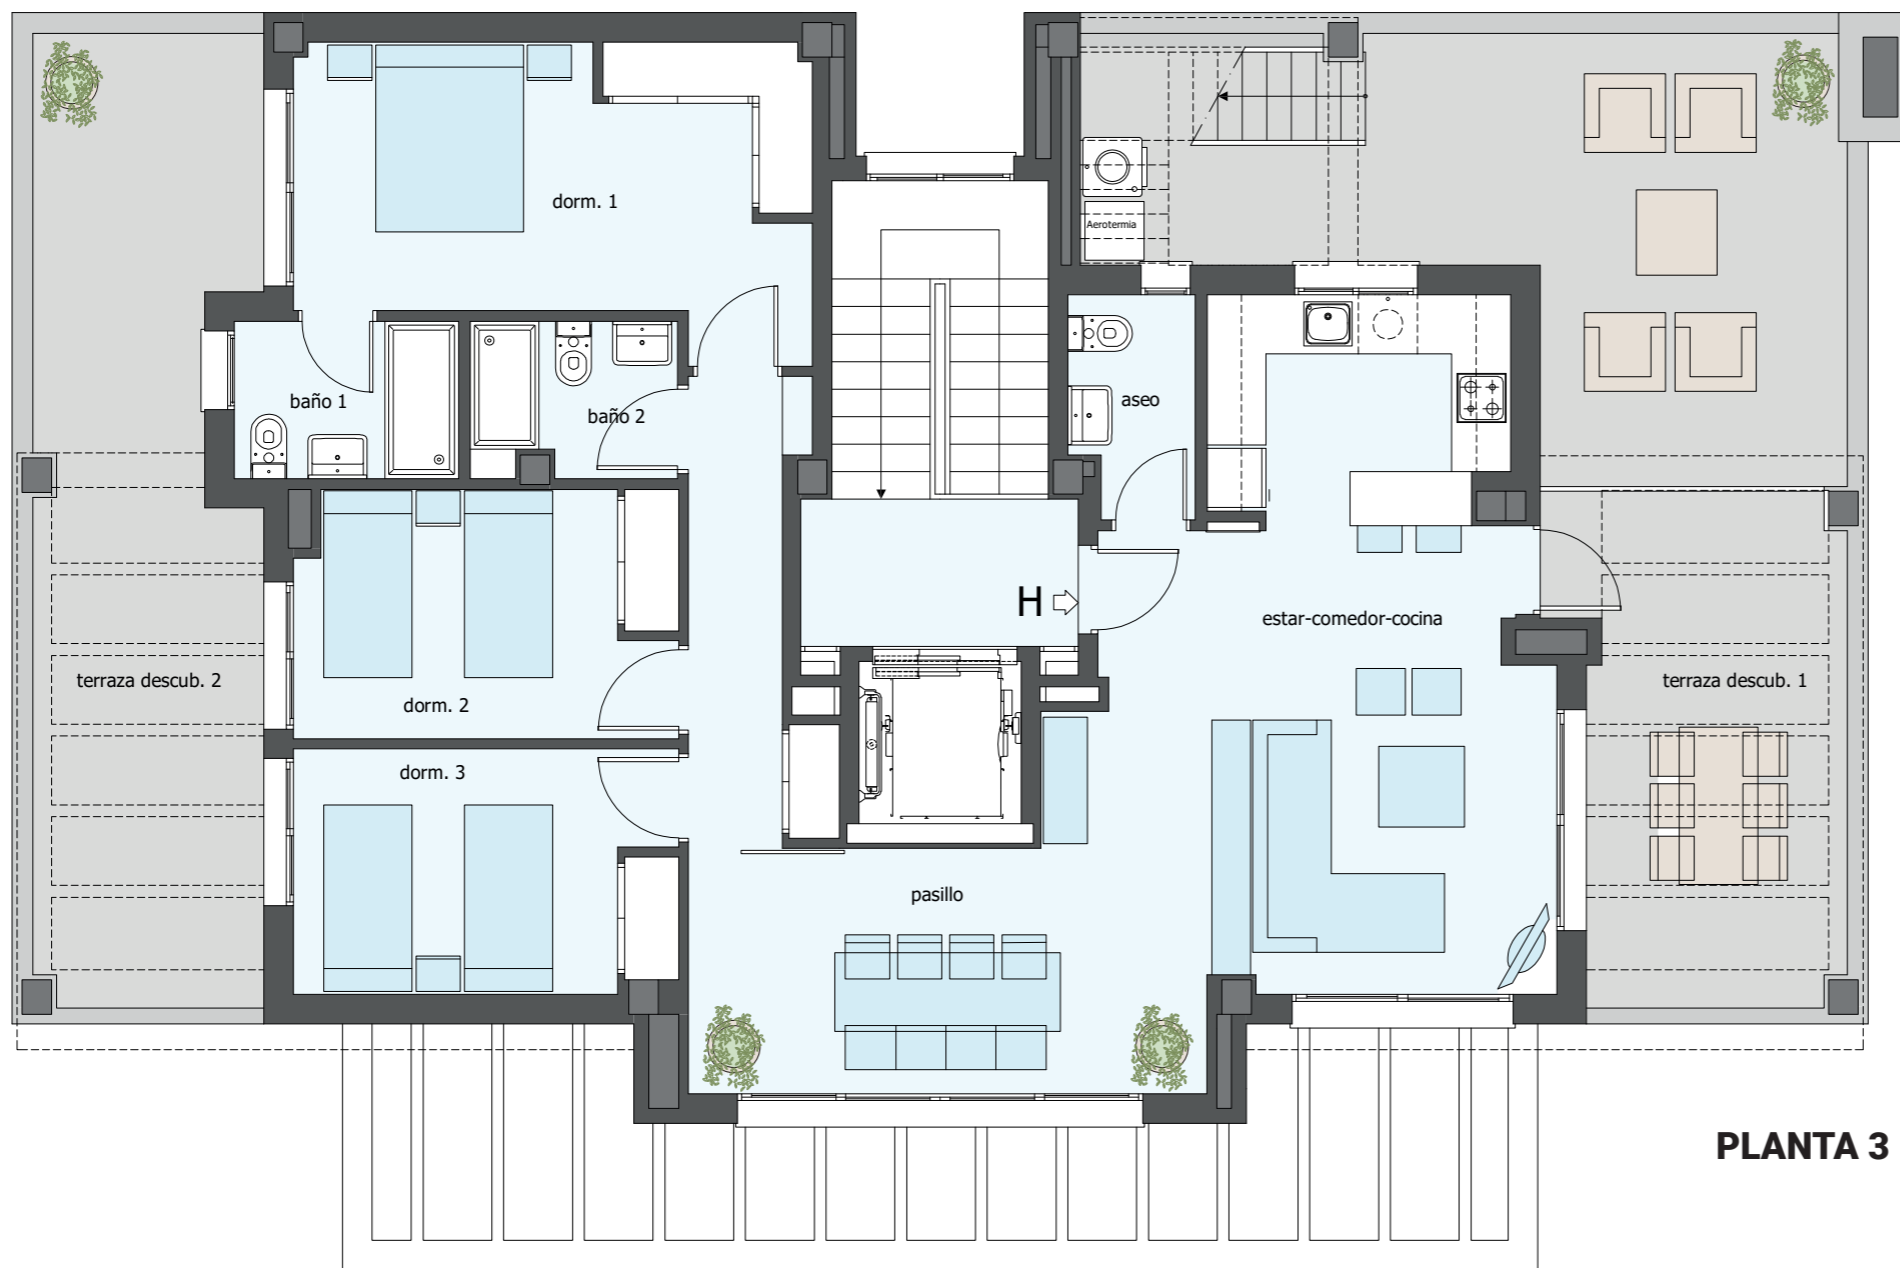 dorm. 1
Aerotermia
baño 1
baño 2
aseo
H
estar-comedor-cocina
terraza descub. 2
dorm. 2
terraza descub. 1
dorm. 3
pasillo
PLANTA 3